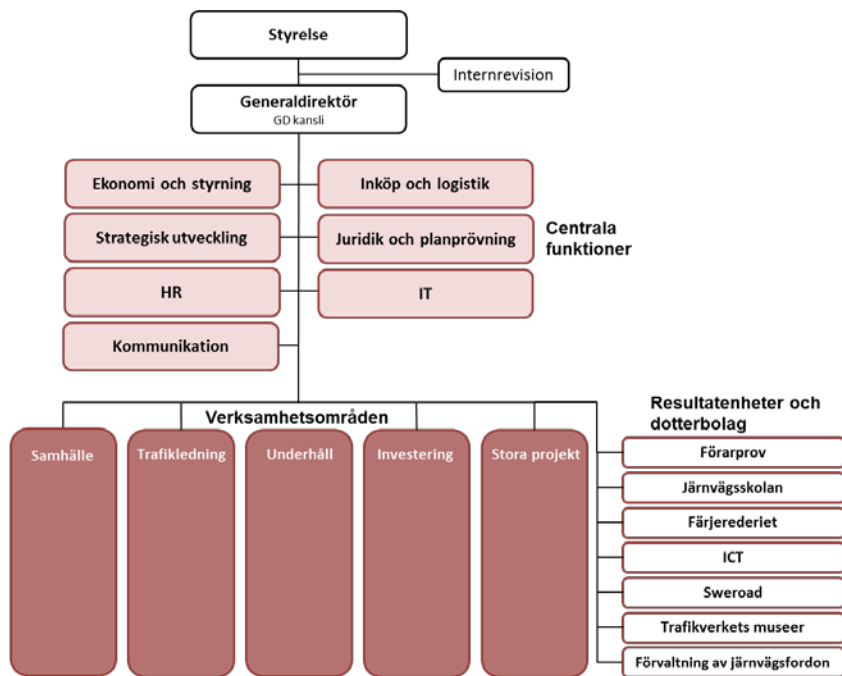 Styrelse
Internrevision
Generaldirektör
GD kansli
Ekonomi och styrning
Inköp och logistik
Strategisk utveckling
Juridik och planprövning
Centrala
funktioner
HR
IT
Kommunikation
Verksamhetsområden
Resultatenheter och
dotterbolag
Samhälle
Trafikledning
Underhåll
Investering
Stora projekt
Förarprov
Järnvägsskolan
Färjerederiet
ICT
Sweroad
Trafikverkets museer
Förvaltning av järnvägsfordon